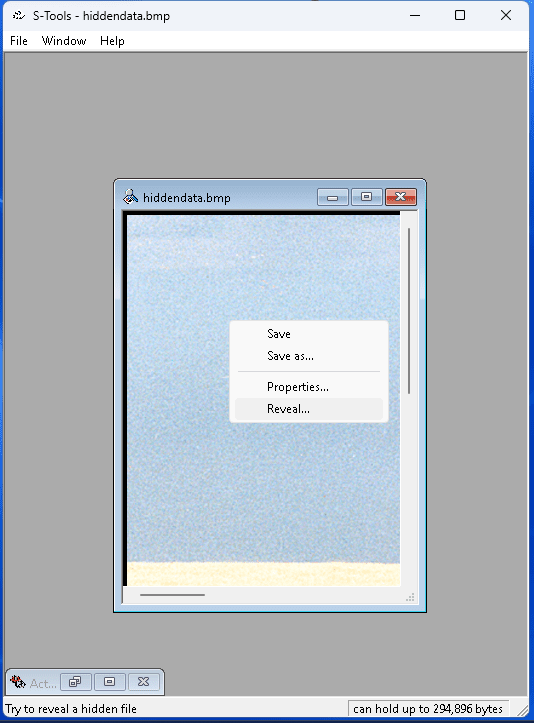 S-Tools - hiddendata.bmp
File Window Help
hiddendata.bmp
Save
Save as...
Properties...
Reveal...
Act...
Try to reveal a hidden file
can hold up to 294,896 bytes